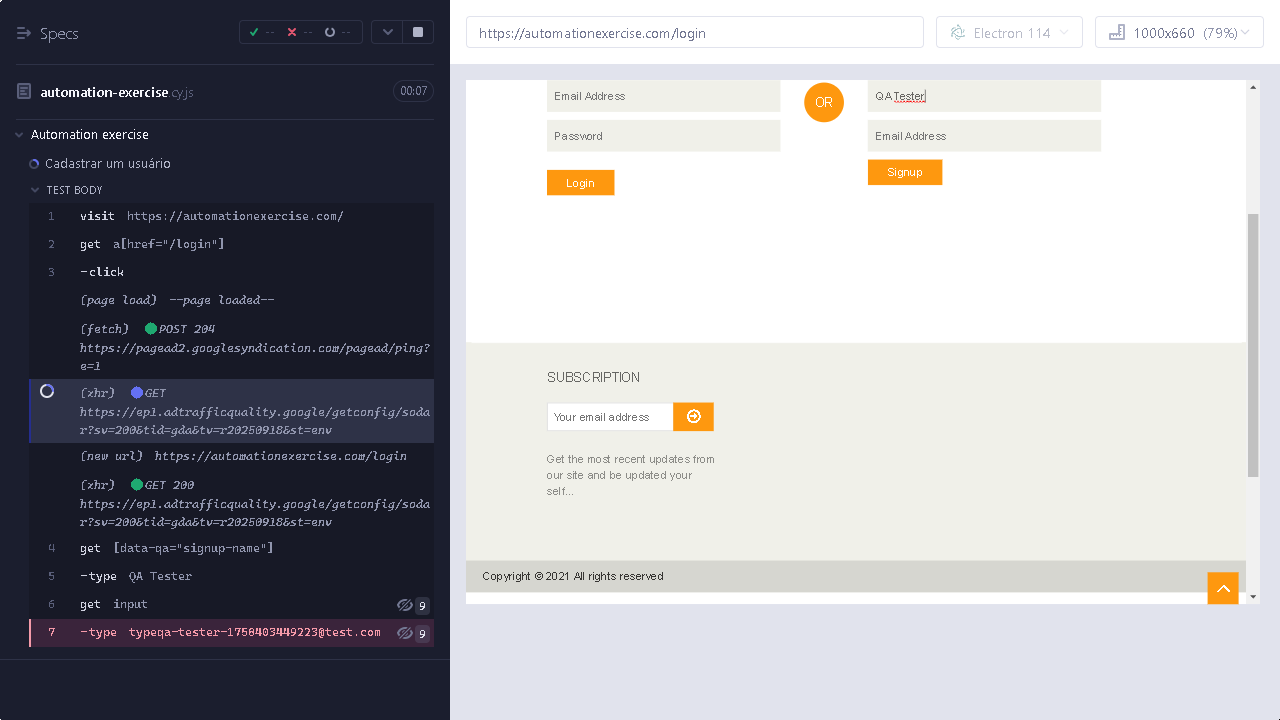 Specs
-- -- --
automation-exercise.cy.js
00:07
Automation exercise
Cadastrar um usuário
TEST BODY
1 visit https://automationexercise.com/
2 get a[href="/login"]
3 -click
(page load) --page loaded--
(fetch) POST 204
https://pagead2.googlesyndication.com/pagead/ping?
e=1
(xhr) GET
https://ep1.adtrafficquality.google/getconfig/soda
r?sv=200&tid=gda&tv=r20250918&st=env
(new url) https://automationexercise.com/login
(xhr) GET 200
https://ep1.adtrafficquality.google/getconfig/soda
r?sv=200&tid=gda&tv=r20250918&st=env
4 get [data-qa="signup-name"]
5 -type QA Tester
6 get input 9
7 -type typeqa-tester-1758403449223@test.com 9
https://automationexercise.com/login
Electron 114
1000x660 (79%)
Email Address
Password
Login
OR
QA Tester
Email Address
Signup
SUBSCRIPTION
Your email address
Get the most recent updates from
our site and be updated your
self...
Copyright © 2021 All rights reserved